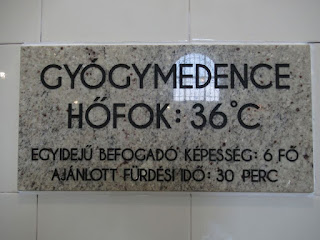 GYÓGYMEDENCE
HŐFOK: 36°C
EGYIDEJŰ BEFOGADÓ KÉPESSÉG: 6 FŐ
AJÁNLOTT FÜRDÉSI IDŐ: 30 PERC